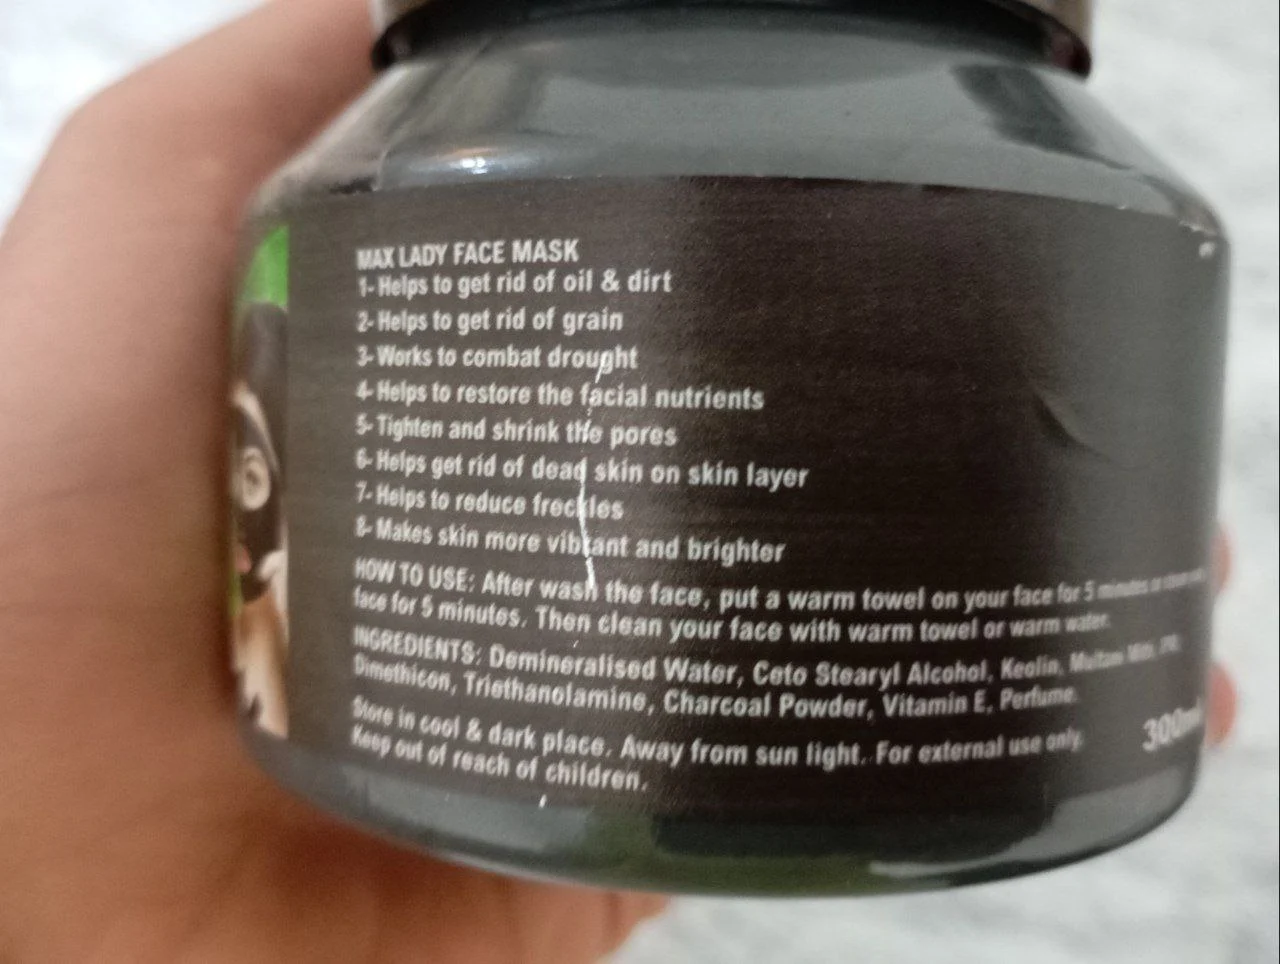 MAX LADY FACE MASK
1- Helps to get rid of oil & dirt
2- Helps to get rid of grain
3- Works to combat drought
4- Helps to restore the facial nutrients
5- Tighten and shrink the pores
6- Helps get rid of dead skin on skin layer
7- Helps to reduce freckles
8- Makes skin more vibrant and brighter
HOW TO USE: After wash the face, put a warm towel on your face for 5 minutes or
face for 5 minutes. Then clean your face with warm towel or warm water.
INGREDIENTS: Demineralised Water, Ceto Stearyl Alcohol, Keolin, Multani Mitti,
Dimethicon, Triethanolamine, Charcoal Powder, Vitamin E, Perfume.
Store in cool & dark place. Away from sun light. For external use only.
Keep out of reach of children.
300ml